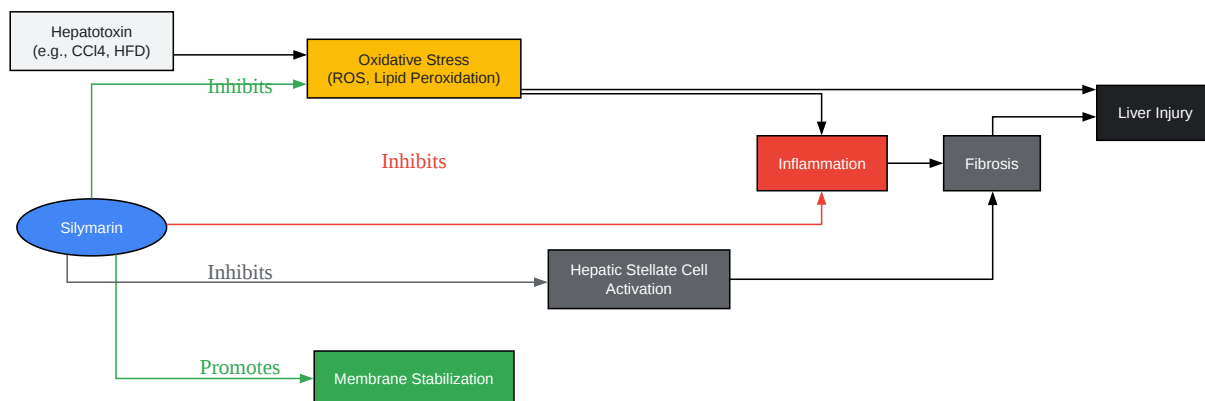 Hepatotoxin
(e.g., CCl4, HFD)
Oxidative Stress
(ROS, Lipid Peroxidation)
Inhibits
Liver Injury
Inhibits
Inflammation
Fibrosis
Silymarin
Inhibits
Hepatic Stellate Cell
Activation
Promotes
Membrane Stabilization